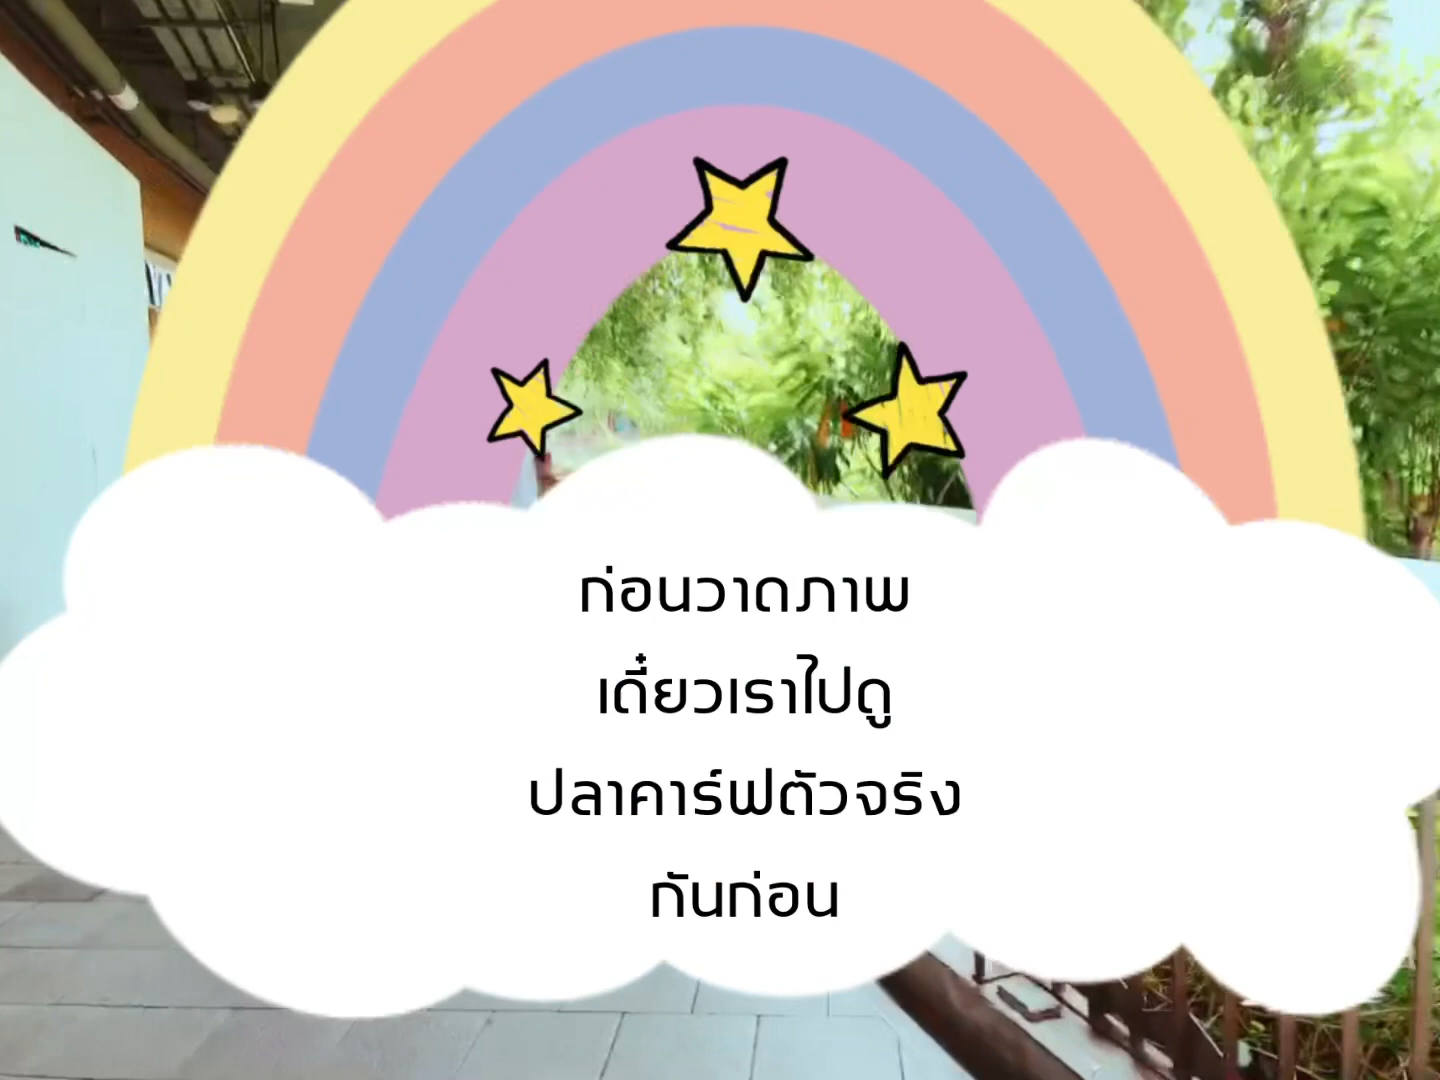 ก่อนวาดภาพ
เดี๋ยวเราไปดู
ปลาคาร์ฟตัวจริง
กันก่อน